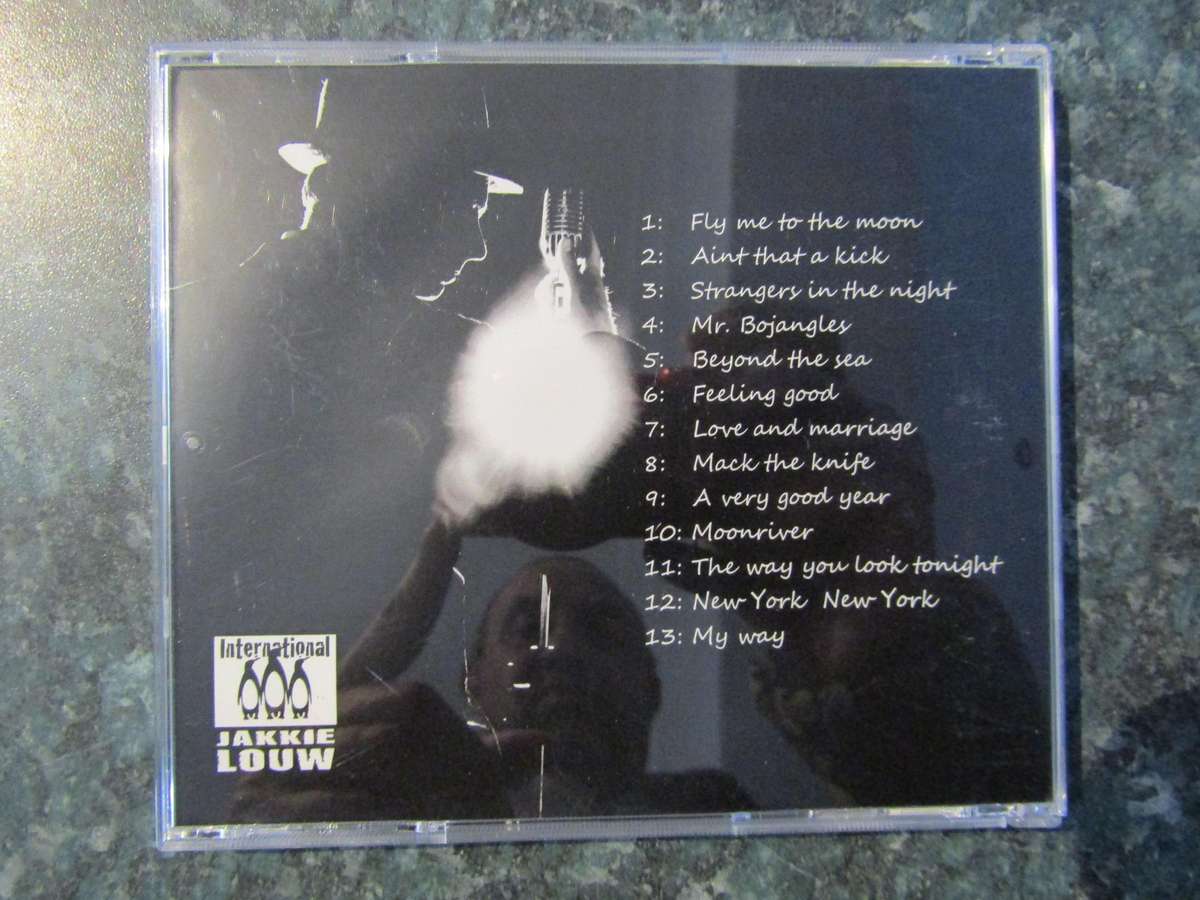 1: Fly me to the moon
2: Aint that a kick
3: Strangers in the night
4: Mr. Bojangles
5: Beyond the sea
6: Feeling good
7: Love and marriage
8: Mack the knife
9: A very good year
10: Moonriver
11: The way you look tonight
12: New York New York
13: My way
International
JAKKIE
LOUW